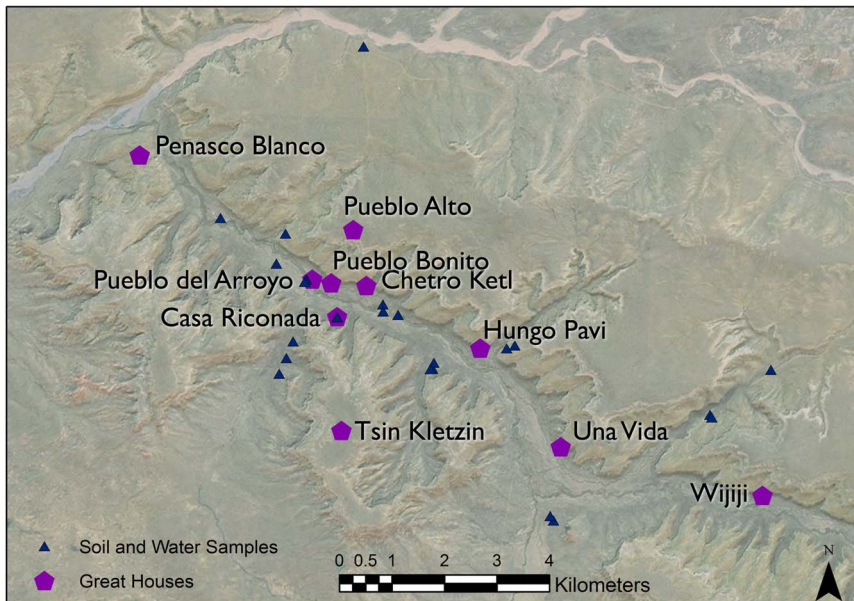 Penasco Blanco
Pueblo Alto
Pueblo Bonito
Pueblo del Arroyo
Chetro Ketl
Casa Riconada
Hungo Pavi
Tsin Kletzin
Una Vida
Wijiji
Soil and Water Samples
Great Houses
0 0.5 1 2 3 4
Kilometers
N